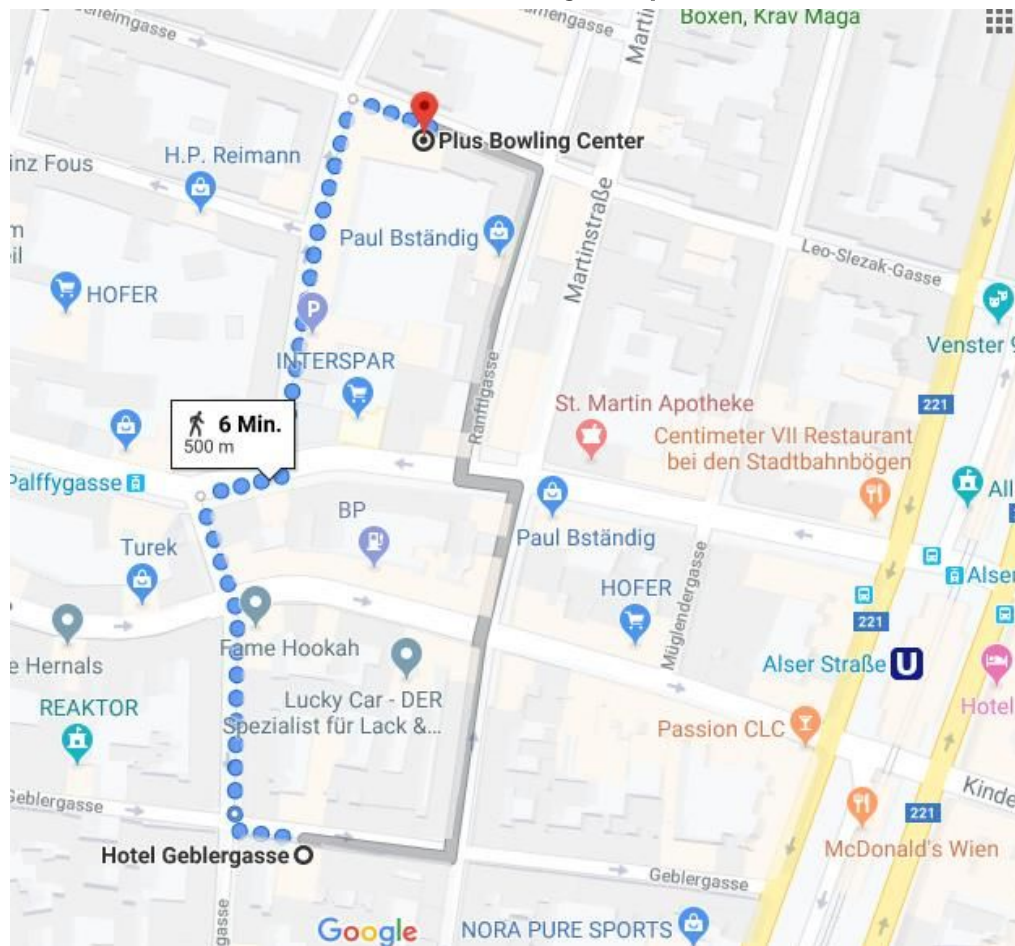 Boxen, Krav Maga
Plus Bowling Center
H.P. Reimann
inz Fous
Paul Bständig
Martinstraße
Leo-Slezak-Gasse
HOFER
P
INTERSPAR
Ranftlgasse
Venster 9
221
6 Min.
500 m
St. Martin Apotheke
Centimeter VII Restaurant
bei den Stadtbahnbögen
Palffygasse
BP
Paul Bständig
Turek
HOFER
Müglendergasse
221
Fame Hookah
e Hernals
Alser Straße U
Hotel
Lucky Car - DER
Spezialist für Lack &...
REAKTOR
Passion CLC
Kinde
Geblergasse
221
McDonald's Wien
Hotel Geblergasse
Geblergasse
gasse
Google
NORA PURE SPORTS